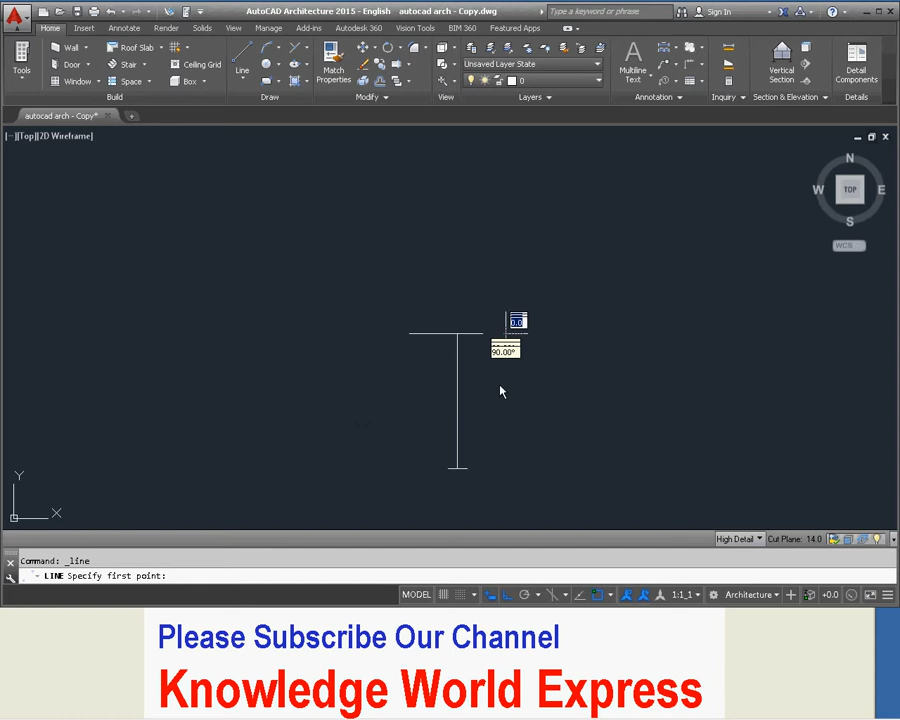 AutoCAD Architecture 2015 - English autocad arch - Copy.dwg
Type a keyword or phrase
Sign In
Home Insert Annotate Render View Manage Add-ins Autodesk 360 Vision Tools BIM 360 Featured Apps
Wall Roof Slab
Door Stair Ceiling Grid
Window Space Box
Tools
Line
Match Properties
Unsaved Layer State
0
Multiline Text
Vertical Section
Detail Components
Build Draw Modify View Layers Annotation Inquiry Section & Elevation Details
autocad arch - Copy*
[−][Top][2D Wireframe]
N
W TOP E
S
WCS
0.0
90.00°
Y
X
High Detail Cut Plane: 14.0
Command: _line
LINE Specify first point:
MODEL 1:1_1 Architecture +0.0
Please Subscribe Our Channel
Knowledge World Express